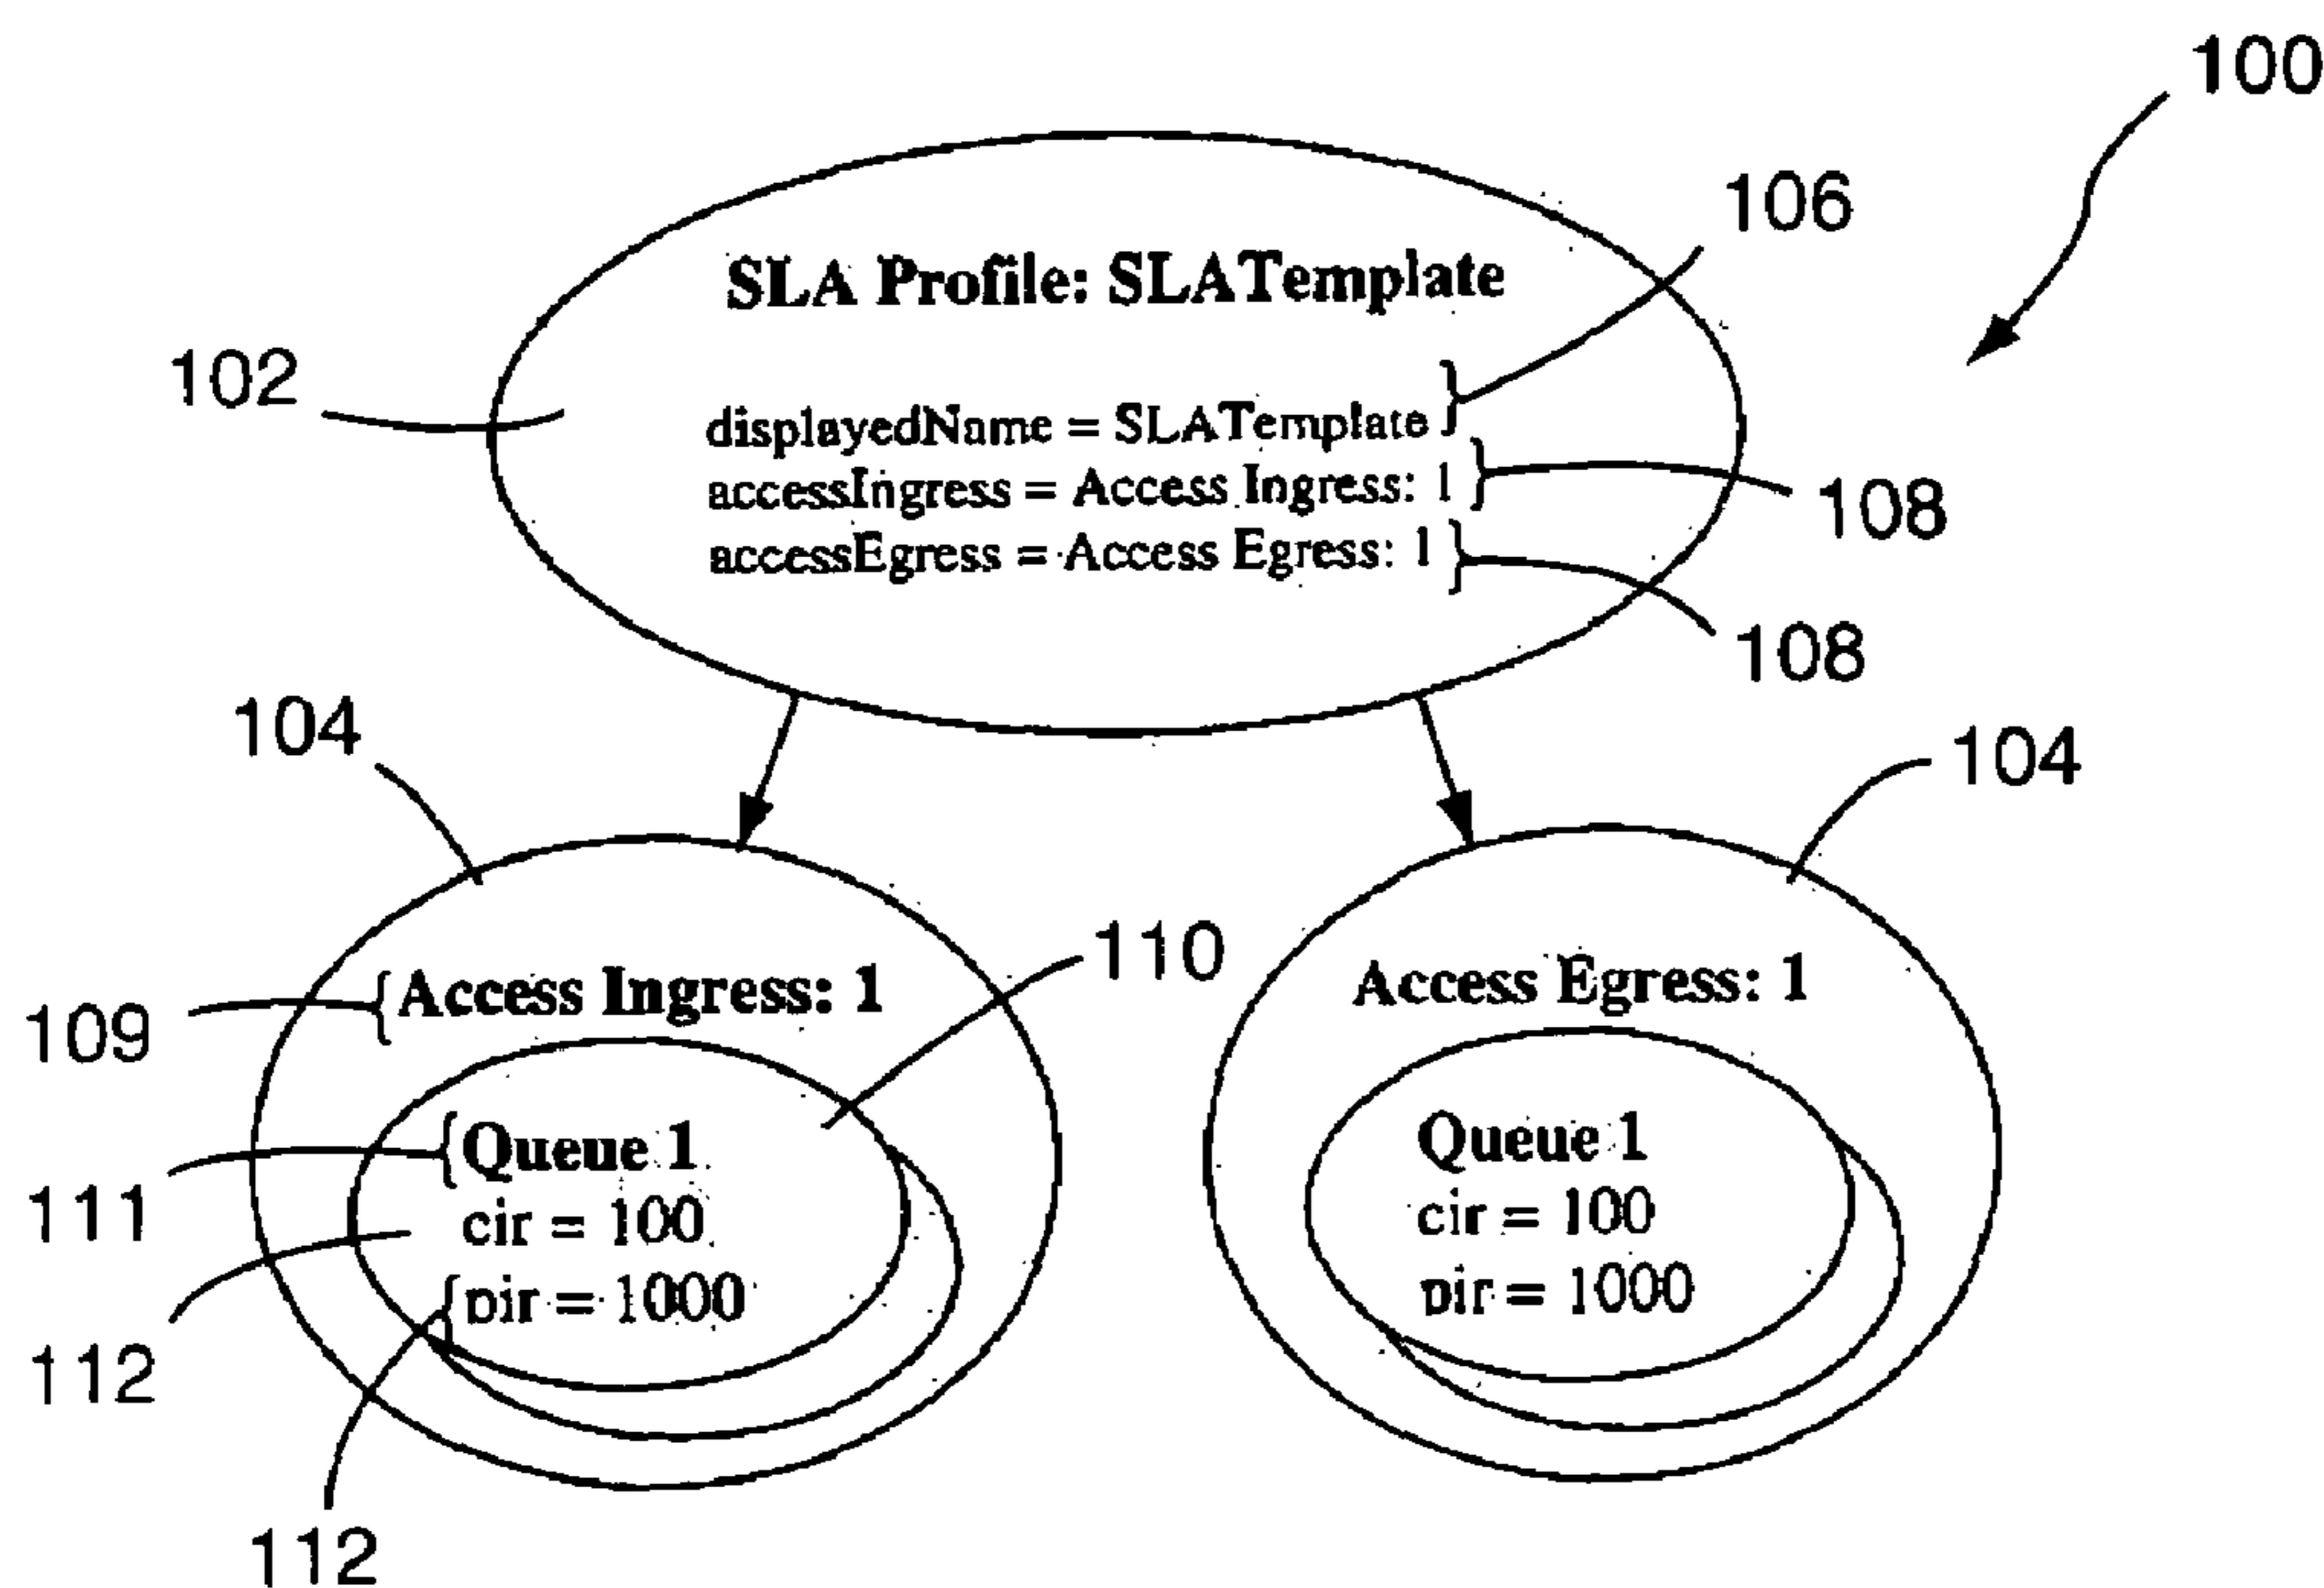 100
106
SLA Profile: SLATemplate
102
displayedName = SLATemplate
accessIngress = Access Ingress: 1
108
accessEgress = Access Egress: 1
108
104
104
110
109
Access Ingress: 1
Access Egress: 1
Queue 1
Queue 1
111
cir = 100
cir = 100
pir = 1000
pir = 1000
112
112